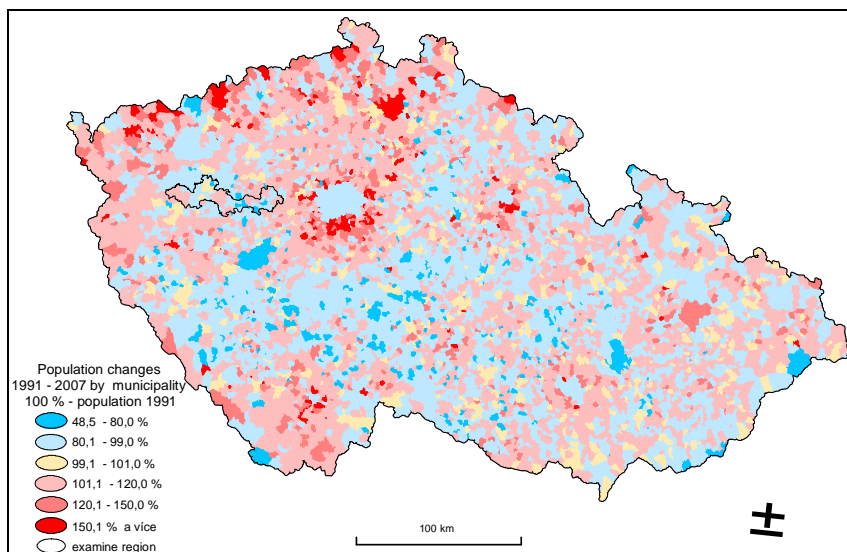 Population changes
1991 - 2007 by municipality
100 % - population 1991
48,5 - 80,0 %
80,1 - 99,0 %
99,1 - 101,0 %
101,1 - 120,0 %
120,1 - 150,0 %
150,1 % a více
examine region
100 km